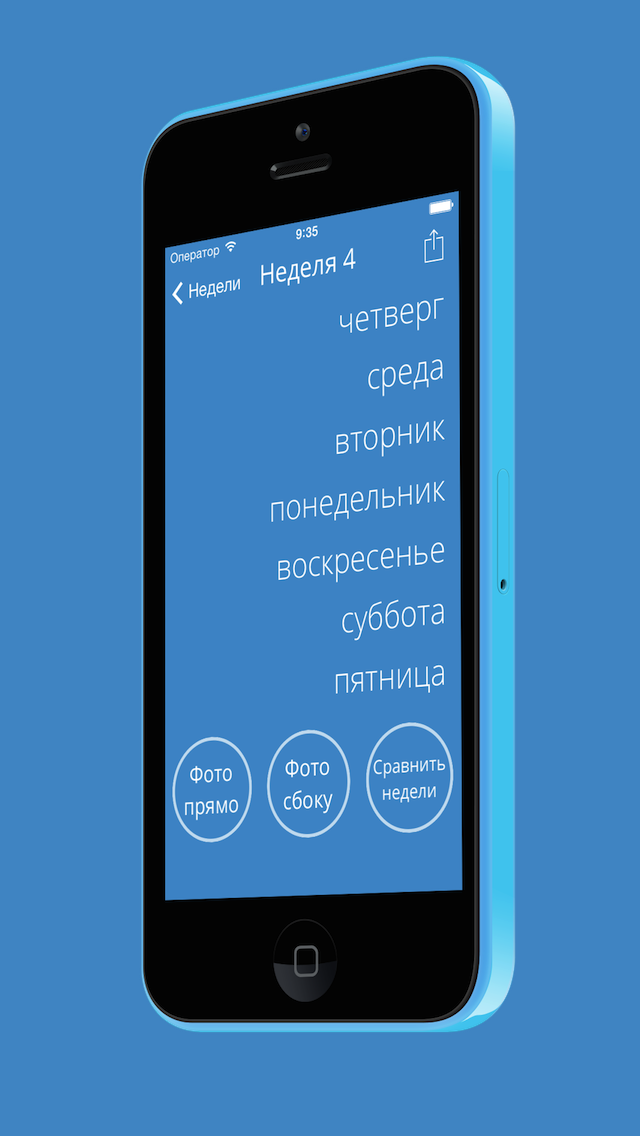 Оператор 9:35
Недели Неделя 4
четверг
среда
вторник
понедельник
воскресенье
суббота
пятница
Фото
прямо
Фото
сбоку
Сравнить
недели